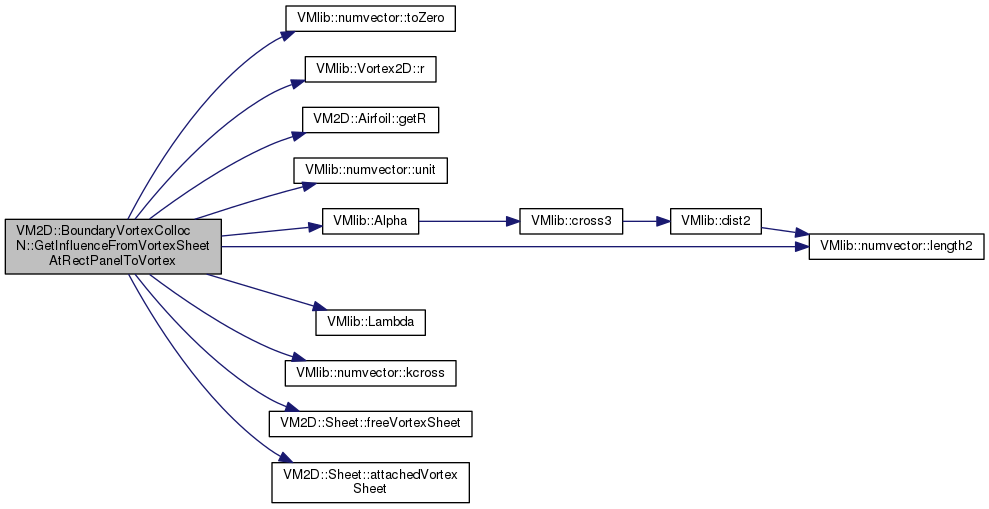 VMlib::numvector::toZero
VMlib::Vortex2D::r
VM2D::Airfoil::getR
VMlib::numvector::unit
VM2D::BoundaryVortexColloc
N::GetInfluenceFromVortexSheet
AtRectPanelToVortex
VMlib::Alpha
VMlib::cross3
VMlib::dist2
VMlib::numvector::length2
VMlib::Lambda
VMlib::numvector::kcross
VM2D::Sheet::freeVortexSheet
VM2D::Sheet::attachedVortex
Sheet